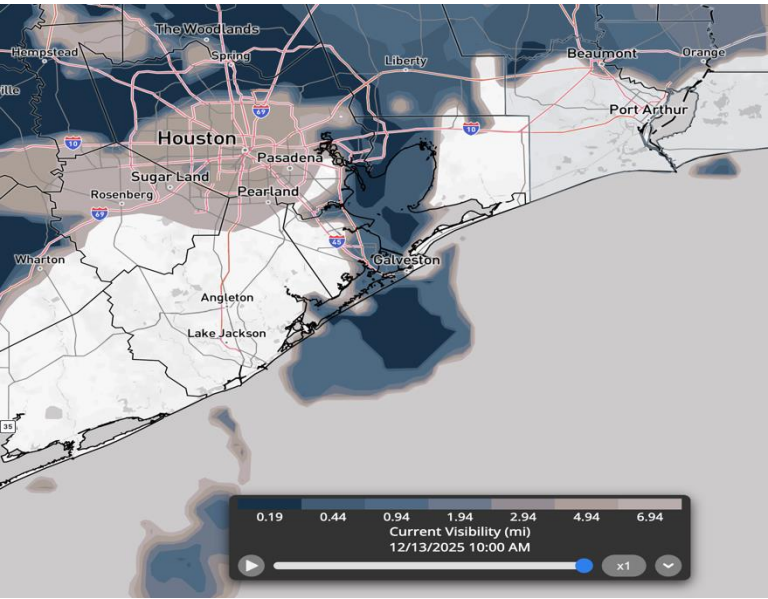 The Woodlands
Hempstead
Spring
Liberty
Beaumont
Orange
ville
69
Port Arthur
10
Houston
10
Pasadena
Sugar Land
Rosenberg
Pearland
69
45
Wharton
Galveston
Angleton
Lake Jackson
35
0.19 0.44 0.94 1.94 2.94 4.94 6.94
Current Visibility (mi)
12/13/2025 10:00 AM
x1